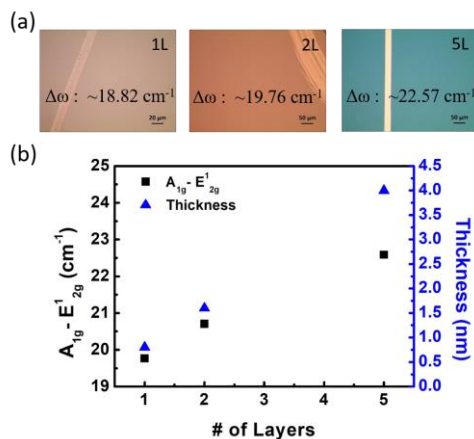 (a)
1L
2L
5L
Δω : ~18.82 cm⁻¹
Δω : ~19.76 cm⁻¹
Δω : ~22.57 cm⁻¹
20 μm
50 μm
50 μm
(b)
A₁g - E¹₂g
Thickness
25
24
23
22
21
20
19
A₁g - E¹₂g (cm⁻¹)
4.5
4.0
3.5
3.0
2.5
2.0
1.5
1.0
0.5
0.0
Thickness (nm)
1
2
3
4
5
# of Layers